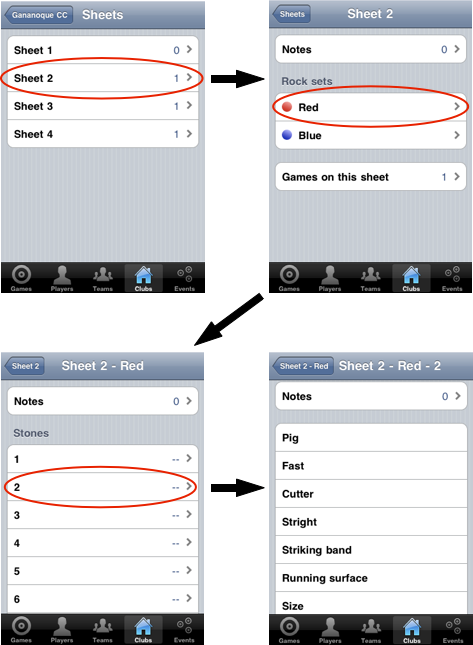 Gananoque CC Sheets
Sheet 1 0
Sheet 2 1
Sheet 3 1
Sheet 4 1
Games Players Teams Clubs Events
Sheets Sheet 2
Notes 0
Rock sets
Red
Blue
Games on this sheet 1
Games Players Teams Clubs Events
Sheet 2 Sheet 2 - Red
Notes 0
Stones
1 --
2 --
3 --
4 --
5 --
6 --
Games Players Teams Clubs Events
Sheet 2 - Red Sheet 2 - Red - 2
Notes 0
Pig
Fast
Cutter
Stright
Striking band
Running surface
Size
Games Players Teams Clubs Events